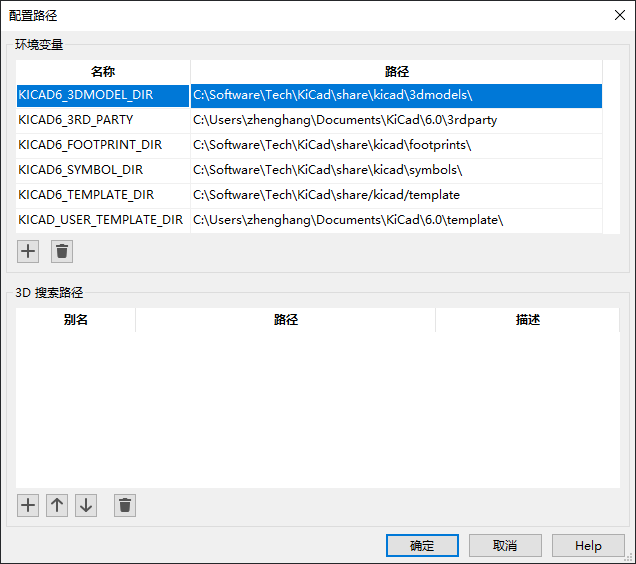 配置路径
环境变量
名称 路径
KICAD6_3DMODEL_DIR C:\Software\Tech\KiCad\share\kicad\3dmodels\
KICAD6_3RD_PARTY C:\Users\zhenghang\Documents\KiCad\6.0\3rdparty
KICAD6_FOOTPRINT_DIR C:\Software\Tech\KiCad\share\kicad\footprints\
KICAD6_SYMBOL_DIR C:\Software\Tech\KiCad\share\kicad\symbols\
KICAD6_TEMPLATE_DIR C:\Software\Tech\KiCad\share/kicad/template
KICAD_USER_TEMPLATE_DIR C:\Users\zhenghang\Documents\KiCad\6.0\template\
3D 搜索路径
别名 路径 描述
确定 取消 Help